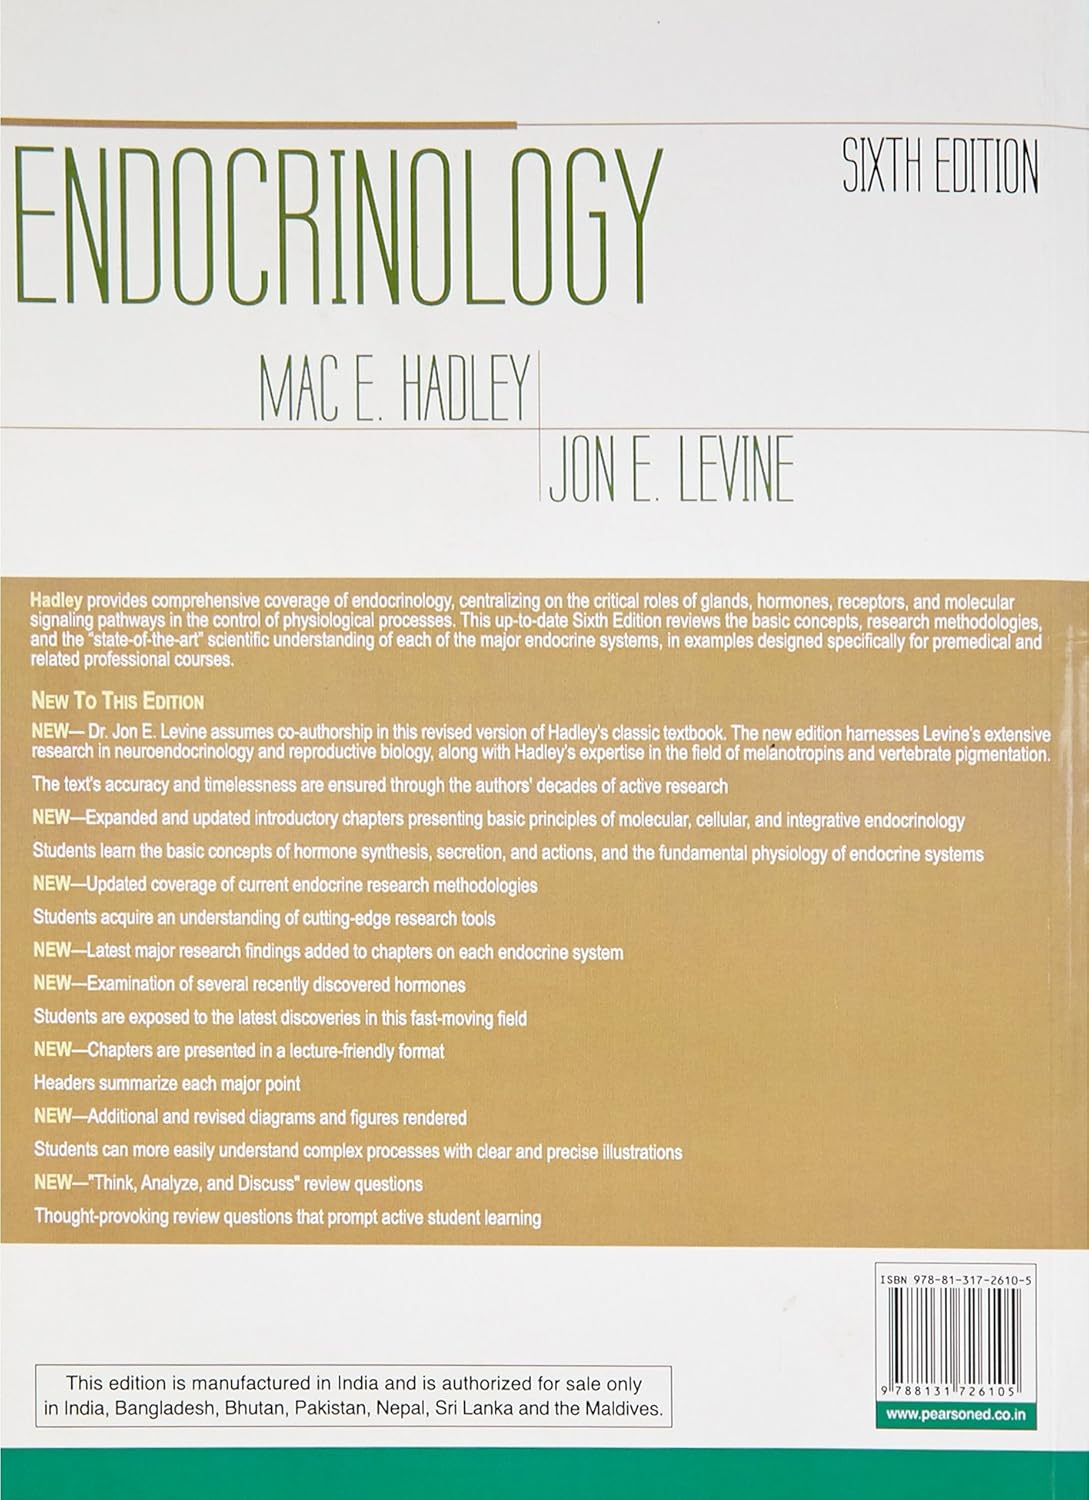 ENDOCRINOLOGY
SIXTH EDITION
MAC E. HADLEY
JON E. LEVINE
Hadley provides comprehensive coverage of endocrinology, centralizing on the critical roles of glands, hormones, receptors, and molecular
signaling pathways in the control of physiological processes. This up-to-date Sixth Edition reviews the basic concepts, research methodologies,
and the "state-of-the-art" scientific understanding of each of the major endocrine systems, in examples designed specifically for premedical and
related professional courses.
NEW TO THIS EDITION
NEW— Dr. Jon E. Levine assumes co-authorship in this revised version of Hadley's classic textbook. The new edition harnesses Levine's extensive
research in neuroendocrinology and reproductive biology, along with Hadley's expertise in the field of melanotropins and vertebrate pigmentation.
The text's accuracy and timelessness are ensured through the authors' decades of active research
NEW—Expanded and updated introductory chapters presenting basic principles of molecular, cellular, and integrative endocrinology
Students learn the basic concepts of hormone synthesis, secretion, and actions, and the fundamental physiology of endocrine systems
NEW—Updated coverage of current endocrine research methodologies
Students acquire an understanding of cutting-edge research tools
NEW—Latest major research findings added to chapters on each endocrine system
NEW—Examination of several recently discovered hormones
Students are exposed to the latest discoveries in this fast-moving field
NEW—Chapters are presented in a lecture-friendly format
Headers summarize each major point
NEW—Additional and revised diagrams and figures rendered
Students can more easily understand complex processes with clear and precise illustrations
NEW—"Think, Analyze, and Discuss" review questions
Thought-provoking review questions that prompt active student learning
ISBN 978-81-317-2610-5
9 788131 726105
www.pearsoned.co.in
This edition is manufactured in India and is authorized for sale only
in India, Bangladesh, Bhutan, Pakistan, Nepal, Sri Lanka and the Maldives.